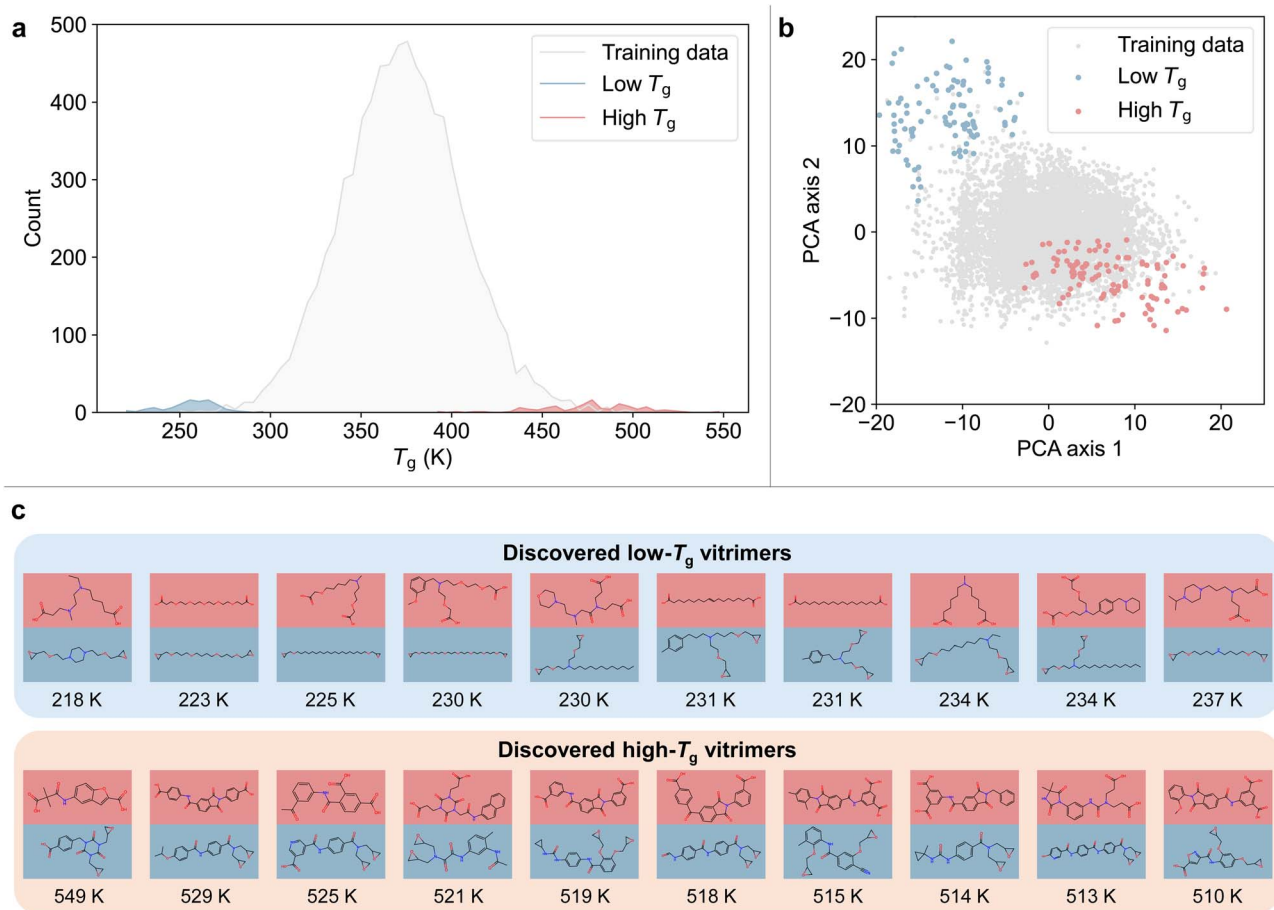 a
500
400
300
200
100
0
Count
250 300 350 400 450 500 550
Tg (K)
Training data
Low Tg
High Tg
b
20
10
0
−10
−20
PCA axis 2
−20 −10 0 10 20
PCA axis 1
Training data
Low Tg
High Tg
c
Discovered low-Tg vitrimers
218 K 223 K 225 K 230 K 230 K 231 K 231 K 234 K 234 K 237 K
Discovered high-Tg vitrimers
549 K 529 K 525 K 521 K 519 K 518 K 515 K 514 K 513 K 510 K